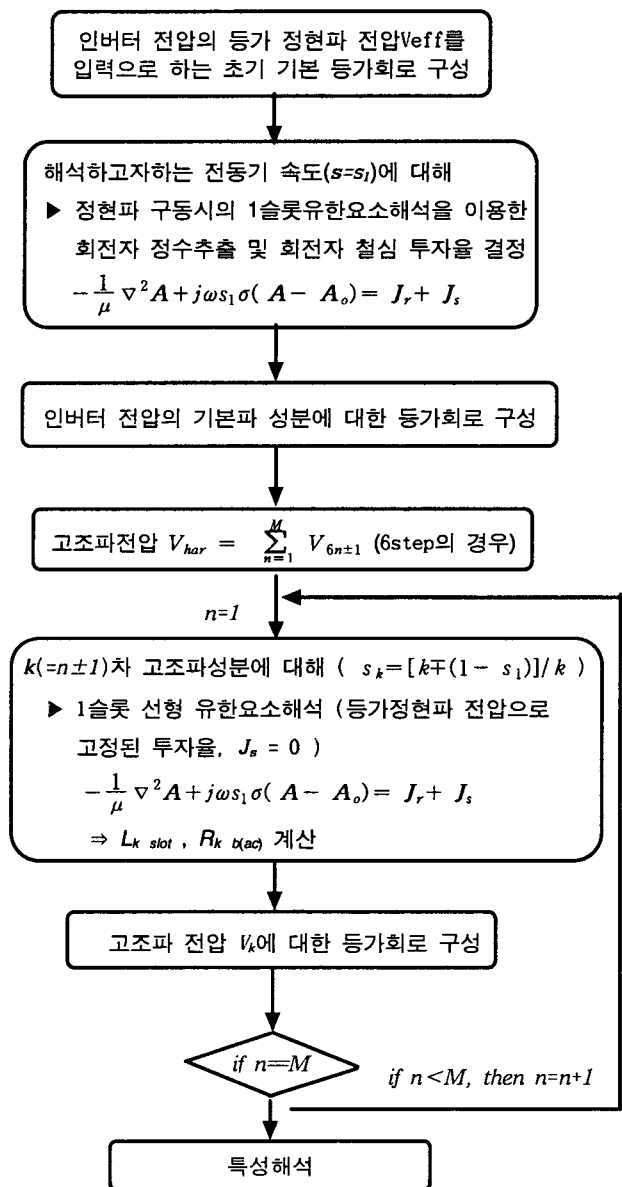 인버터 전압의 등가 정현파 전압Veff를
입력으로 하는 초기 기본 등가회로 구성
해석하고자하는 전동기 속도(s=s₁)에 대해
▶ 정현파 구동시의 1슬롯유한요소해석을 이용한
회전자 정수추출 및 회전자 철심 투자율 결정
-1/μ ∇²A+jωs₁σ( A- Aₒ)= Jᵣ+ Jₛ
인버터 전압의 기본파 성분에 대한 등가회로 구성
고조파전압 V_har = ∑_{n=1}^{M} V_{6n±1} (6step의 경우)
n=1
k(=n±1)차 고조파성분에 대해 ( s_k=[k∓(1- s₁)]/k )
▶ 1슬롯 선형 유한요소해석 (등가정현파 전압으로
고정된 투자율, Jₛ = 0 )
-1/μ ∇²A+jωs₁σ( A- Aₒ)= Jᵣ+ Jₛ
⇒ L_{k slot} , R_{k b(ac)} 계산
고조파 전압 V_k에 대한 등가회로 구성
if n==M
if n<M, then n=n+1
특성해석